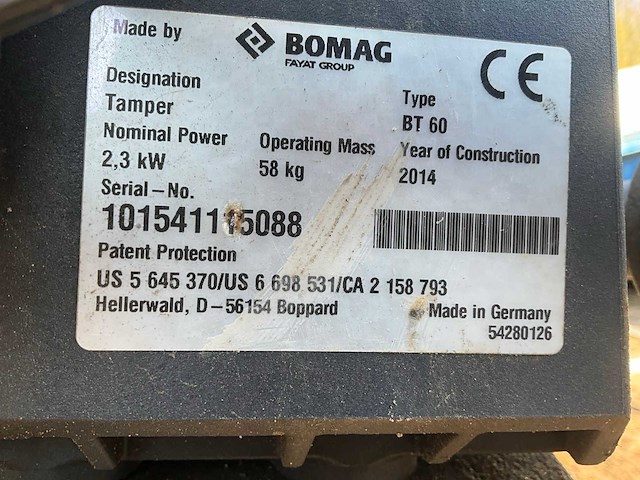 Made by
BOMAG
FAYAT GROUP
CE
Designation
Tamper
Type
BT 60
Nominal Power
2,3 kW
Operating Mass
58 kg
Year of Construction
2014
Serial-No.
101541115088
Patent Protection
US 5 645 370/US 6 698 531/CA 2 158 793
Hellerwald, D-56154 Boppard
Made in Germany
54280126